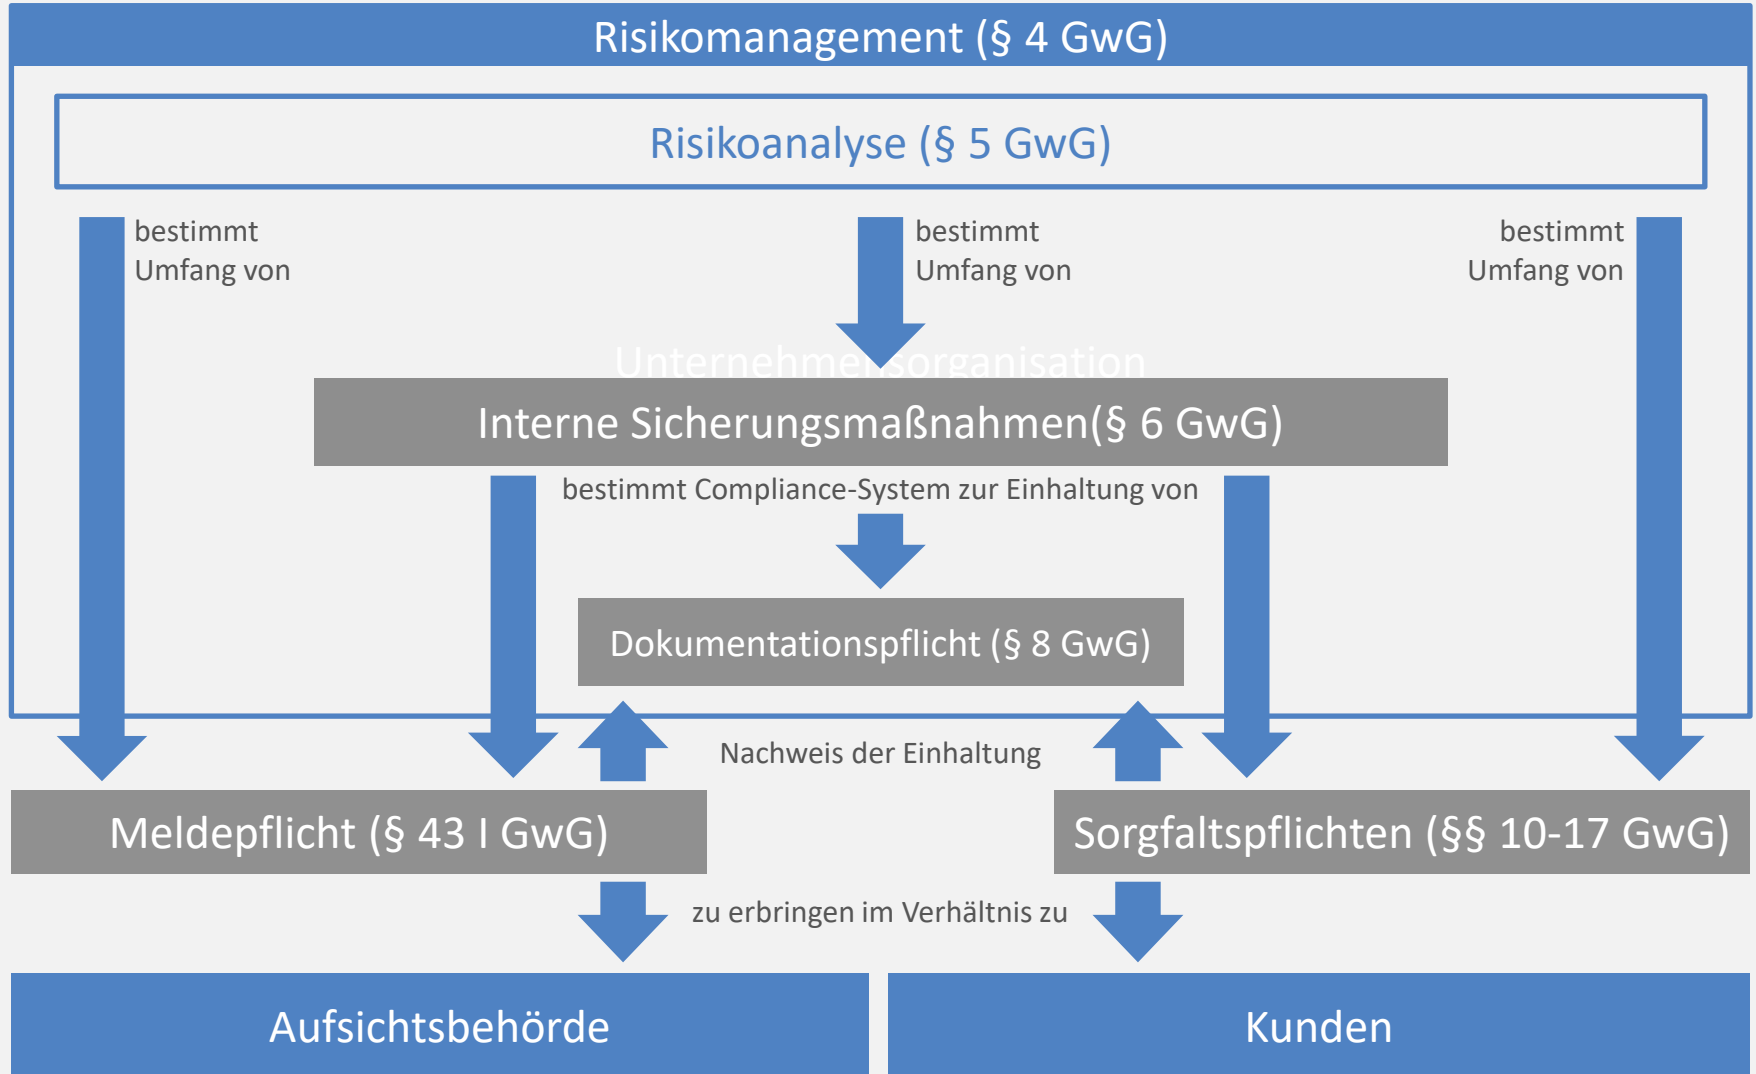 Risikomanagement (§ 4 GwG)
Risikoanalyse (§ 5 GwG)
bestimmt
Umfang von
bestimmt
Umfang von
bestimmt
Umfang von
Unternehmensorganisation
Interne Sicherungsmaßnahmen(§ 6 GwG)
bestimmt Compliance-System zur Einhaltung von
Dokumentationspflicht (§ 8 GwG)
Nachweis der Einhaltung
Meldepflicht (§ 43 I GwG)
Sorgfaltspflichten (§§ 10-17 GwG)
zu erbringen im Verhältnis zu
Aufsichtsbehörde
Kunden